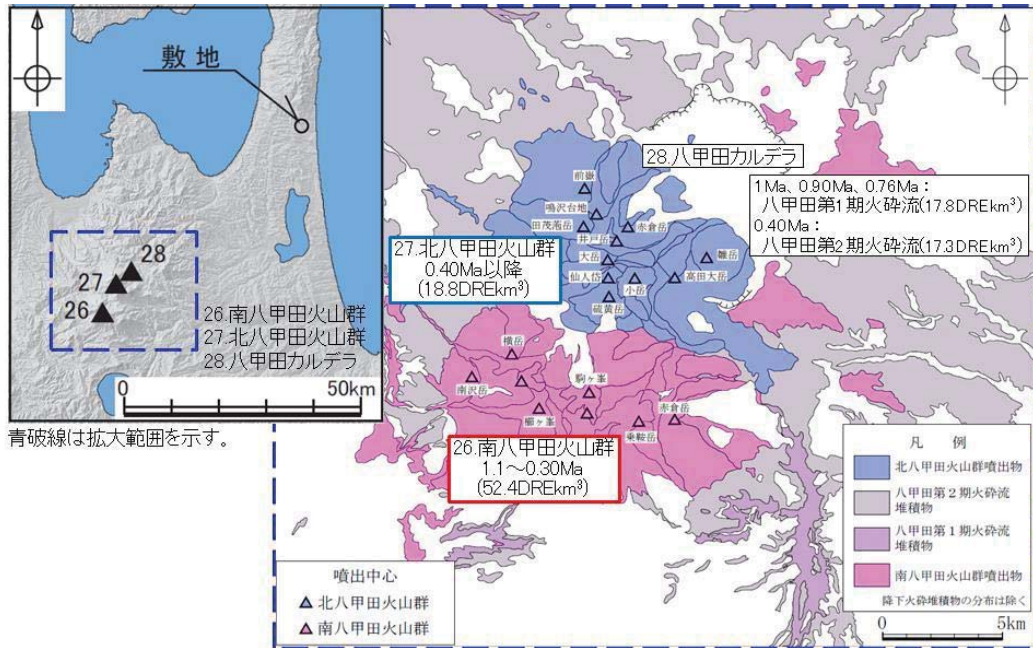 敷地
28
27
26
26.南八甲田火山群
27.北八甲田火山群
28.八甲田カルデラ
0 50km
青破線は拡大範囲を示す。
28.八甲田カルデラ
1Ma、0.90Ma、0.76Ma：
八甲田第1期火砕流(17.8DREkm³)
0.40Ma：
八甲田第2期火砕流(17.3DREkm³)
27.北八甲田火山群
0.40Ma以降
(18.8DREkm³)
前嶽
鳴沢台地
田茂萢岳
赤倉岳
井戸岳
大岳
雛岳
仙人岱
小岳
高田大岳
硫黄岳
横岳
南沢岳
駒ヶ峯
櫛ヶ峯
赤倉岳
乗鞍岳
26.南八甲田火山群
1.1～0.30Ma
(52.4DREkm³)
噴出中心
北八甲田火山群
南八甲田火山群
凡例
北八甲田火山群噴出物
八甲田第2期火砕流
堆積物
八甲田第1期火砕流
堆積物
南八甲田火山群噴出物
降下火砕堆積物の分布は除く
0 5km